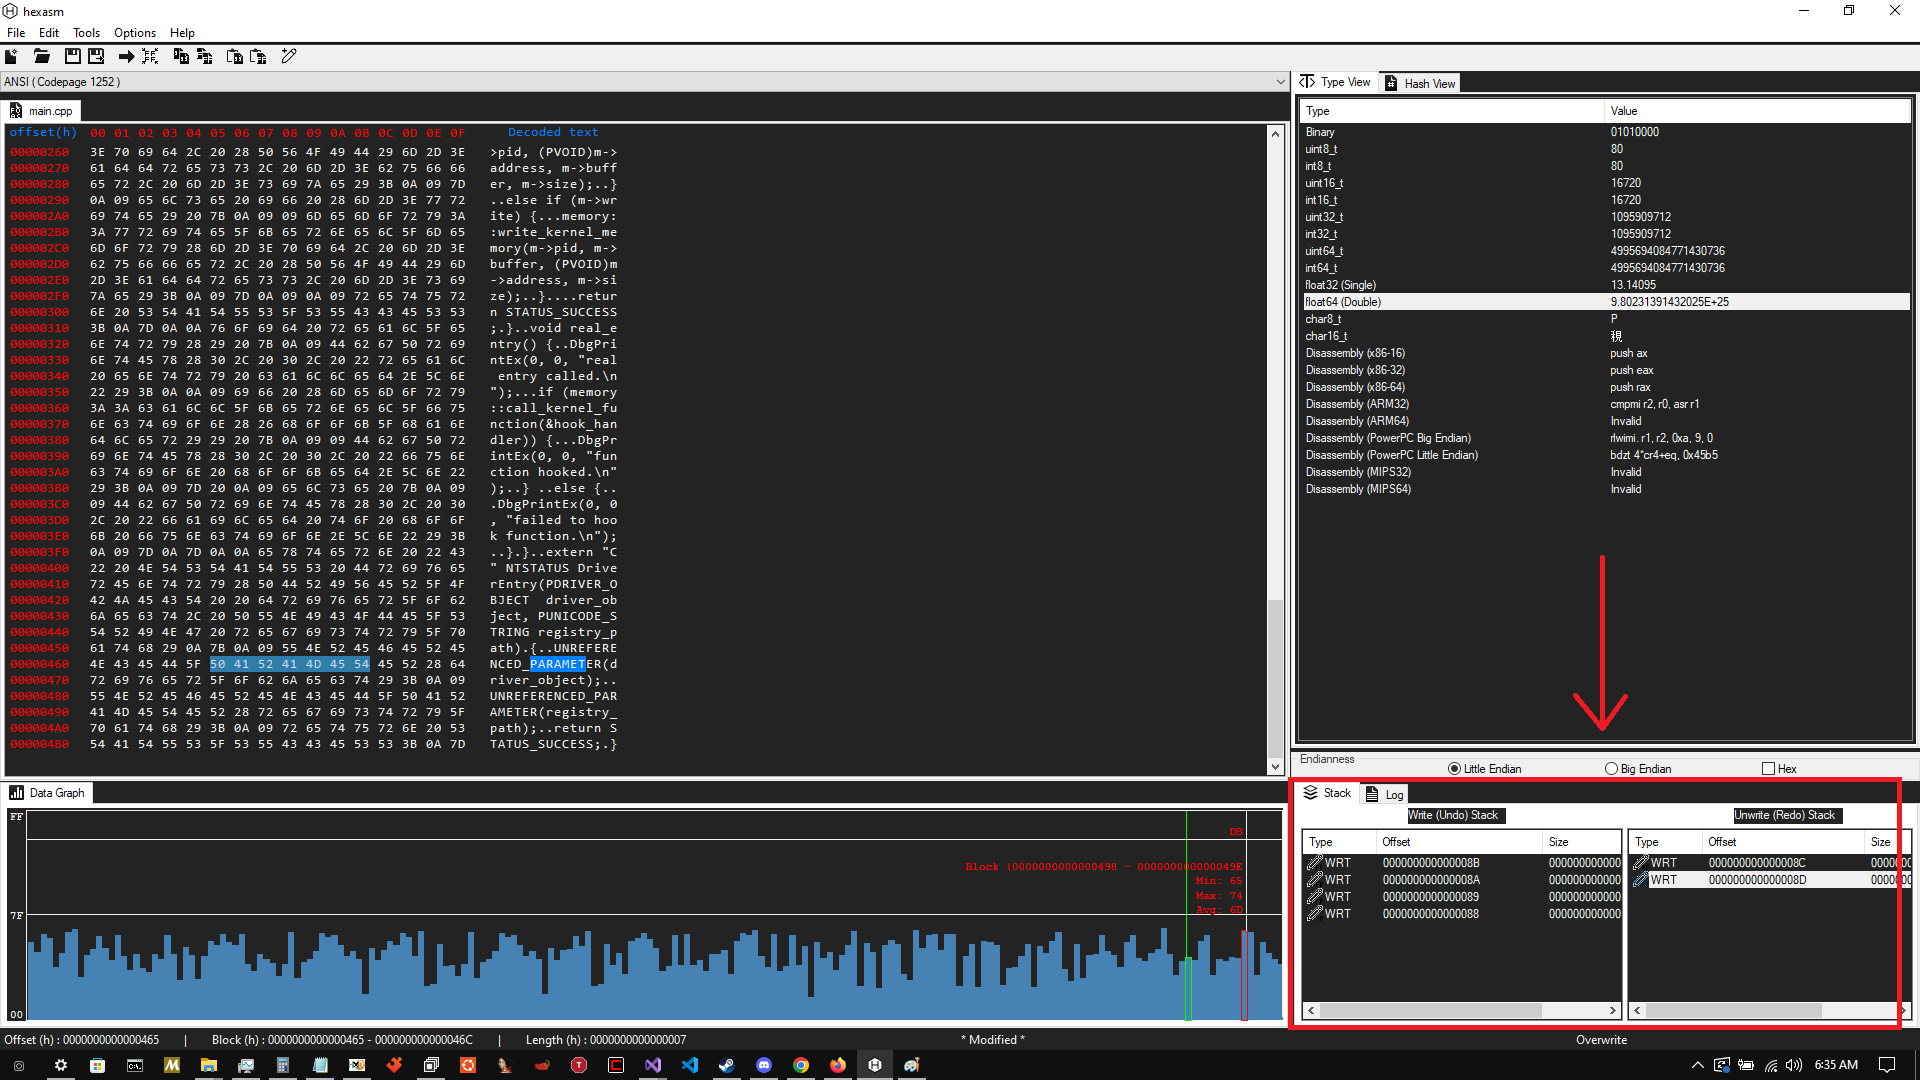 hexasm
File Edit Tools Options Help
ANSI ( Codepage 1252 )
main.cpp
offset(h) 00 01 02 03 04 05 06 07 08 09 0A 0B 0C 0D 0E 0F Decoded text
00000260 3E 70 69 64 2C 20 28 50 56 4F 49 44 29 6D 2D 3E >pid, (PVOID)m->
00000270 61 64 64 72 65 73 73 2C 20 6D 2D 3E 62 75 66 66 address, m->buff
00000280 65 72 2C 20 6D 2D 3E 73 69 7A 65 29 3B 0A 09 7D er, m->size);..}
00000290 0A 09 65 6C 73 65 20 69 66 20 28 6D 2D 3E 77 72 ..else if (m->wr
000002A0 69 74 65 29 20 7B 0A 09 09 6D 65 6D 6F 72 79 3A ite) {...memory:
000002B0 3A 77 72 69 74 65 5F 6B 65 72 6E 65 6C 5F 6D 65 :write_kernel_me
000002C0 6D 6F 72 79 28 6D 2D 3E 70 69 64 2C 20 6D 2D 3E mory(m->pid, m->
000002D0 62 75 66 66 65 72 2C 20 28 50 56 4F 49 44 29 6D buffer, (PVOID)m
000002E0 2D 3E 61 64 64 72 65 73 73 2C 20 6D 2D 3E 73 69 ->address, m->si
000002F0 7A 65 29 3B 0A 09 7D 0A 09 0A 09 72 65 74 75 72 ze);..}....retur
00000300 6E 20 53 54 41 54 55 53 5F 53 55 43 43 45 53 53 n STATUS_SUCCESS
00000310 3B 0A 7D 0A 0A 76 6F 69 64 20 72 65 61 6C 5F 65 ;.}..void real_e
00000320 6E 74 72 79 28 29 20 7B 0A 09 44 62 67 50 72 69 ntry() {..DbgPri
00000330 6E 74 45 78 28 30 2C 20 30 2C 20 22 72 65 61 6C ntEx(0, 0, "real
00000340 20 65 6E 74 72 79 20 63 61 6C 6C 65 64 2E 5C 6E entry called.\n
00000350 22 29 3B 0A 0A 09 69 66 20 28 6D 65 6D 6F 72 79 ");...if (memory
00000360 3A 3A 63 61 6C 6C 5F 6B 65 72 6E 65 6C 5F 66 75 ::call_kernel_fu
00000370 6E 63 74 69 6F 6E 28 26 68 6F 6F 6B 5F 68 61 6E nction(&hook_han
00000380 64 6C 65 72 29 29 20 7B 0A 09 09 44 62 67 50 72 dler)) {...DbgPr
00000390 69 6E 74 45 78 28 30 2C 20 30 2C 20 22 66 75 6E intEx(0, 0, "fun
000003A0 63 74 69 6F 6E 20 68 6F 6F 6B 65 64 2E 5C 6E 22 ction hooked.\n"
000003B0 29 3B 0A 09 7D 20 0A 09 65 6C 73 65 20 7B 0A 09 );..} ..else {..
000003C0 09 44 62 67 50 72 69 6E 74 45 78 28 30 2C 20 30 .DbgPrintEx(0, 0
000003D0 2C 20 22 66 61 69 6C 65 64 20 74 6F 20 68 6F 6F , "failed to hoo
000003E0 6B 20 66 75 6E 63 74 69 6F 6E 2E 5C 6E 22 29 3B k function.\n");
000003F0 0A 09 7D 0A 7D 0A 0A 65 78 74 65 72 6E 20 22 43 ..}.}..extern "C
00000400 22 20 4E 54 53 54 41 54 55 53 20 44 72 69 76 65 " NTSTATUS Drive
00000410 72 45 6E 74 72 79 28 50 44 52 49 56 45 52 5F 4F rEntry(PDRIVER_O
00000420 42 4A 45 43 54 20 20 64 72 69 76 65 72 5F 6F 62 BJECT  driver_ob
00000430 6A 65 63 74 2C 20 50 55 4E 49 43 4F 44 45 5F 53 ject, PUNICODE_S
00000440 54 52 49 4E 47 20 72 65 67 69 73 74 72 79 5F 70 TRING registry_p
00000450 61 74 68 29 0A 7B 0A 09 55 4E 52 45 46 45 52 45 ath).{..UNREFERE
00000460 4E 43 45 44 5F 50 41 52 41 4D 45 54 45 52 28 64 NCED_PARAMETER(d
00000470 72 69 76 65 72 5F 6F 62 6A 65 63 74 29 3B 0A 09 river_object);..
00000480 55 4E 52 45 46 45 52 45 4E 43 45 44 5F 50 41 52 UNREFERENCED_PAR
00000490 41 4D 45 54 45 52 28 72 65 67 69 73 74 72 79 5F AMETER(registry_
000004A0 70 61 74 68 29 3B 0A 09 72 65 74 75 72 6E 20 53 path);..return S
000004B0 54 41 54 55 53 5F 53 55 43 43 45 53 53 3B 0A 7D TATUS_SUCCESS;.}
Type View Hash View
Type Value
Binary 01010000
uint8_t 80
int8_t 80
uint16_t 16720
int16_t 16720
uint32_t 1095909712
int32_t 1095909712
uint64_t 4995694084771430736
int64_t 4995694084771430736
float32 (Single) 13.14095
float64 (Double) 9.80231391432025E+25
char8_t P
char16_t
Disassembly (x86-16) push ax
Disassembly (x86-32) push eax
Disassembly (x86-64) push rax
Disassembly (ARM32) cmpmi r2, r0, asr r1
Disassembly (ARM64) Invalid
Disassembly (PowerPC Big Endian) rlwimi. r1, r2, 0xa, 9, 0
Disassembly (PowerPC Little Endian) bdzt 4*cr4+eq, 0x45b5
Disassembly (MIPS32) Invalid
Disassembly (MIPS64) Invalid
Endianness
Little Endian Big Endian Hex
Data Graph
FF
DB
Block (0000000000000498 - 000000000000049E
Min: 65
Max: 74
Avg: 6D
7F
00
Stack Log
Write (Undo) Stack Unwrite (Redo) Stack
Type Offset Size Type Offset Size
WRT 000000000000008B 000000000000 WRT 000000000000008C 00000
WRT 000000000000008A 000000000000 WRT 000000000000008D 00000
WRT 0000000000000089 000000000000
WRT 0000000000000088 000000000000
Offset (h) : 0000000000000465 | Block (h) : 0000000000000465 - 000000000000046C | Length (h) : 0000000000000007 * Modified * Overwrite
6:35 AM